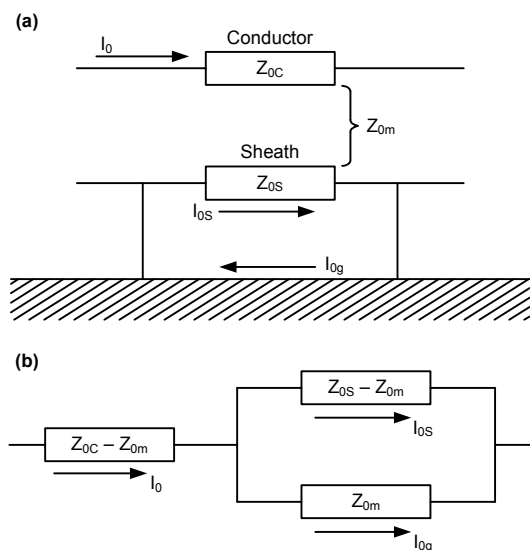 (a)
I₀
Conductor
Z₀C
Z₀m
Sheath
Z₀S
I₀S
I₀g
(b)
Z₀S – Z₀m
I₀S
Z₀C – Z₀m
I₀
Z₀m
I₀g